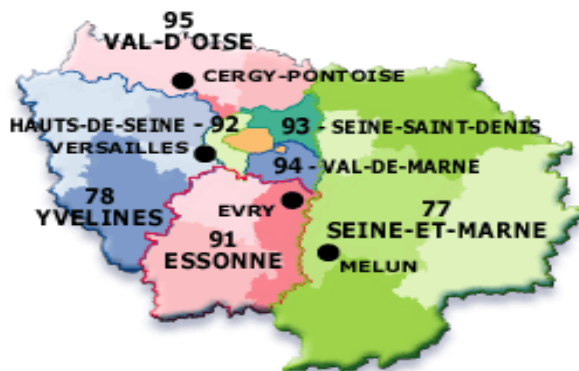 95
VAL-D'OISE
CERGY-PONTOISE
HAUTS-DE-SEINE - 92
93 - SEINE-SAINT-DENIS
VERSAILLES
94 - VAL-DE-MARNE
78
YVELINES
EVRY
77
SEINE-ET-MARNE
91
ESSONNE
MELUN